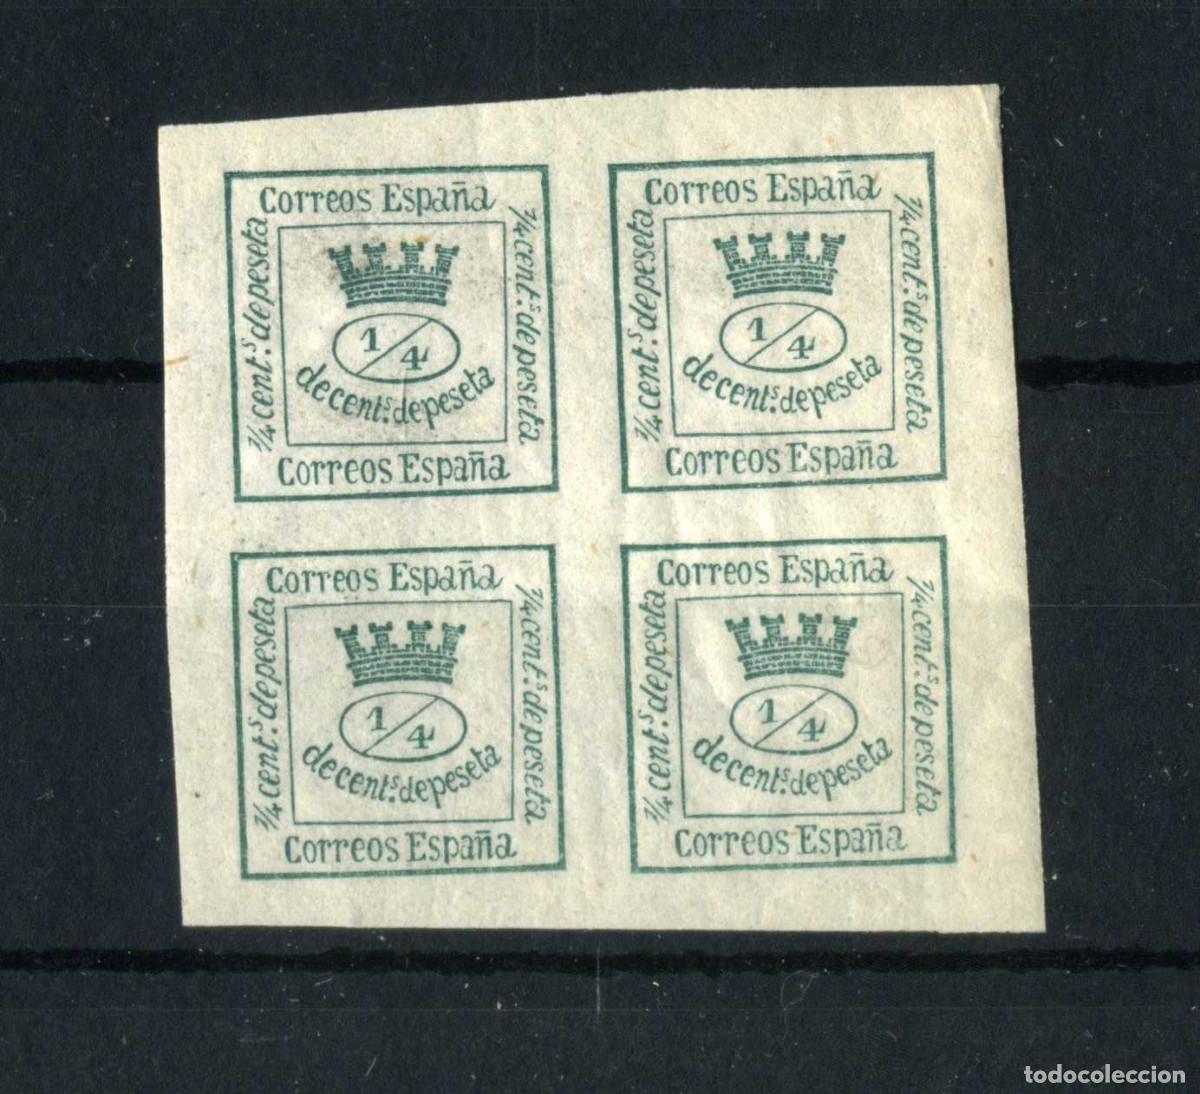 Correos España
¼ cent.s de peseta
¼ cent.s de peseta
1/4
de cent.s de peseta
Correos España
Correos España
¼ cent.s de peseta
¼ cent.s de peseta
1/4
de cent.s de peseta
Correos España
Correos España
¼ cent.s de peseta
¼ cent.s de peseta
1/4
de cent.s de peseta
Correos España
Correos España
¼ cent.s de peseta
¼ cent.s de peseta
1/4
de cent.s de peseta
Correos España
todocoleccion